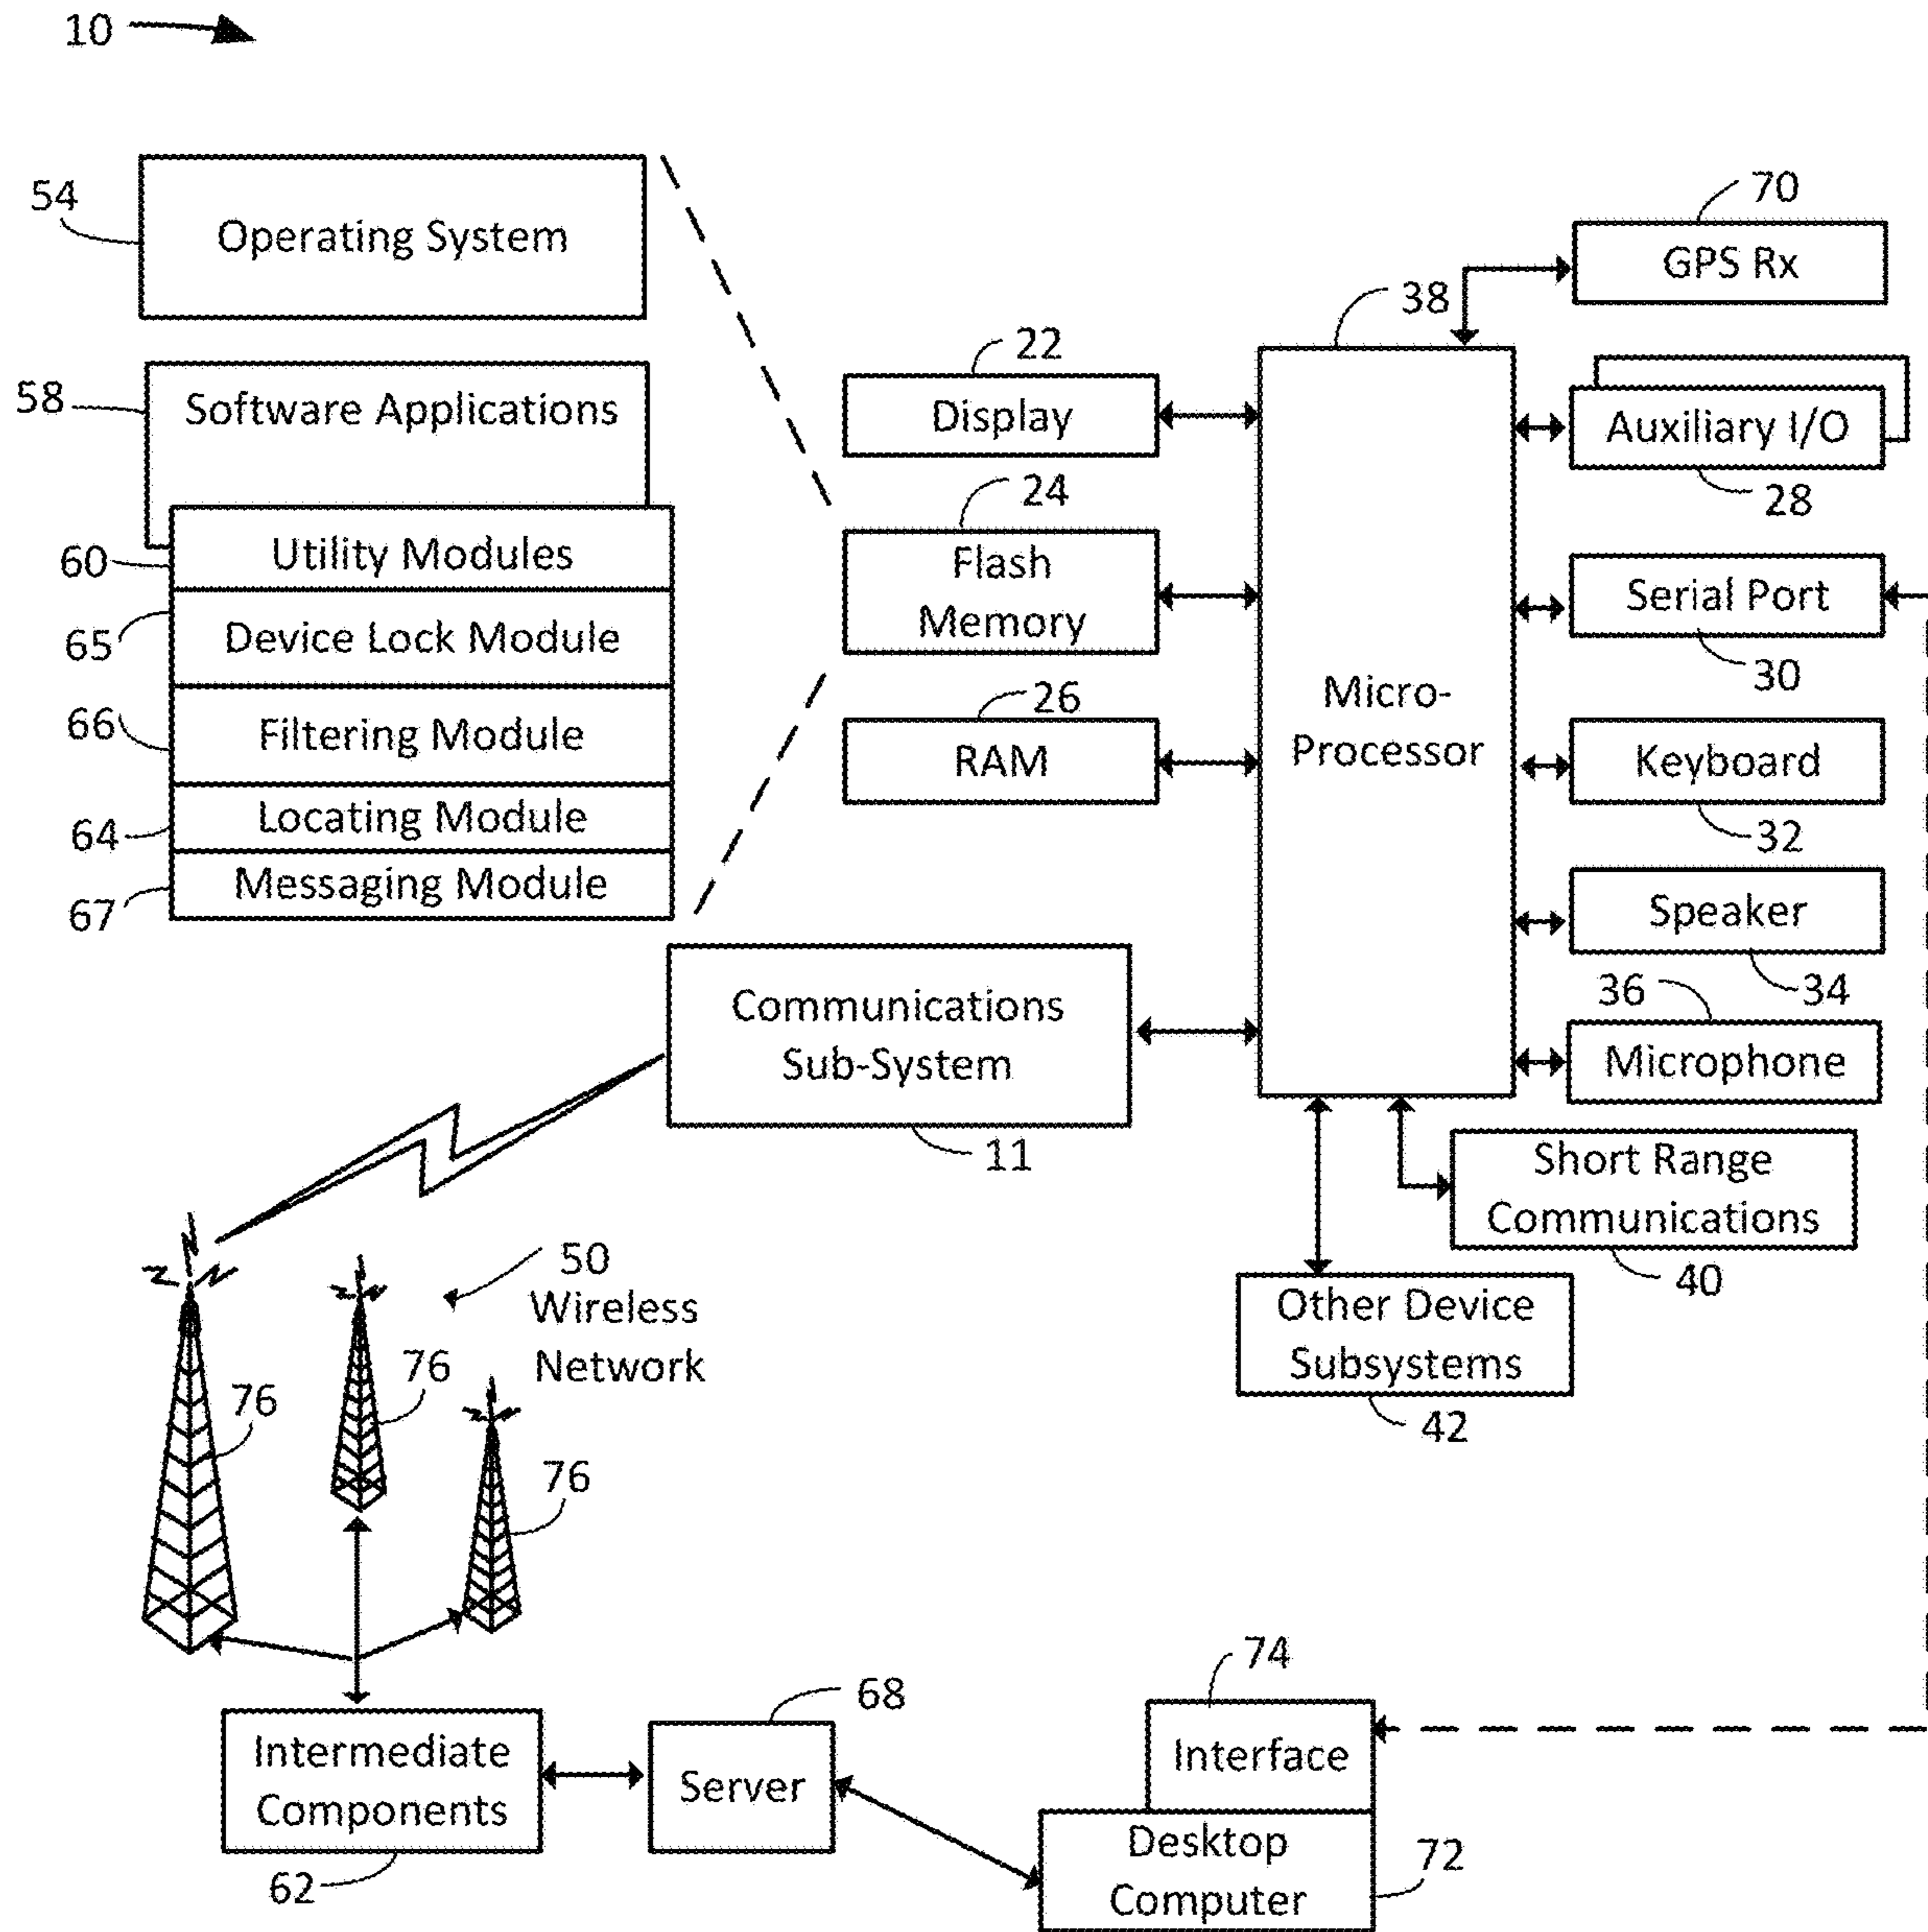 10
54
Operating System
58
Software Applications
60
Utility Modules
65
Device Lock Module
66
Filtering Module
64
Locating Module
67
Messaging Module
22
Display
24
Flash
Memory
26
RAM
38
Micro-
Processor
70
GPS Rx
Auxiliary I/O
28
Serial Port
30
Keyboard
32
Speaker
34
36
Microphone
Short Range
Communications
40
Other Device
Subsystems
42
Communications
Sub-System
11
50
Wireless
Network
76
76
76
Intermediate
Components
62
68
Server
74
Interface
Desktop
Computer
72